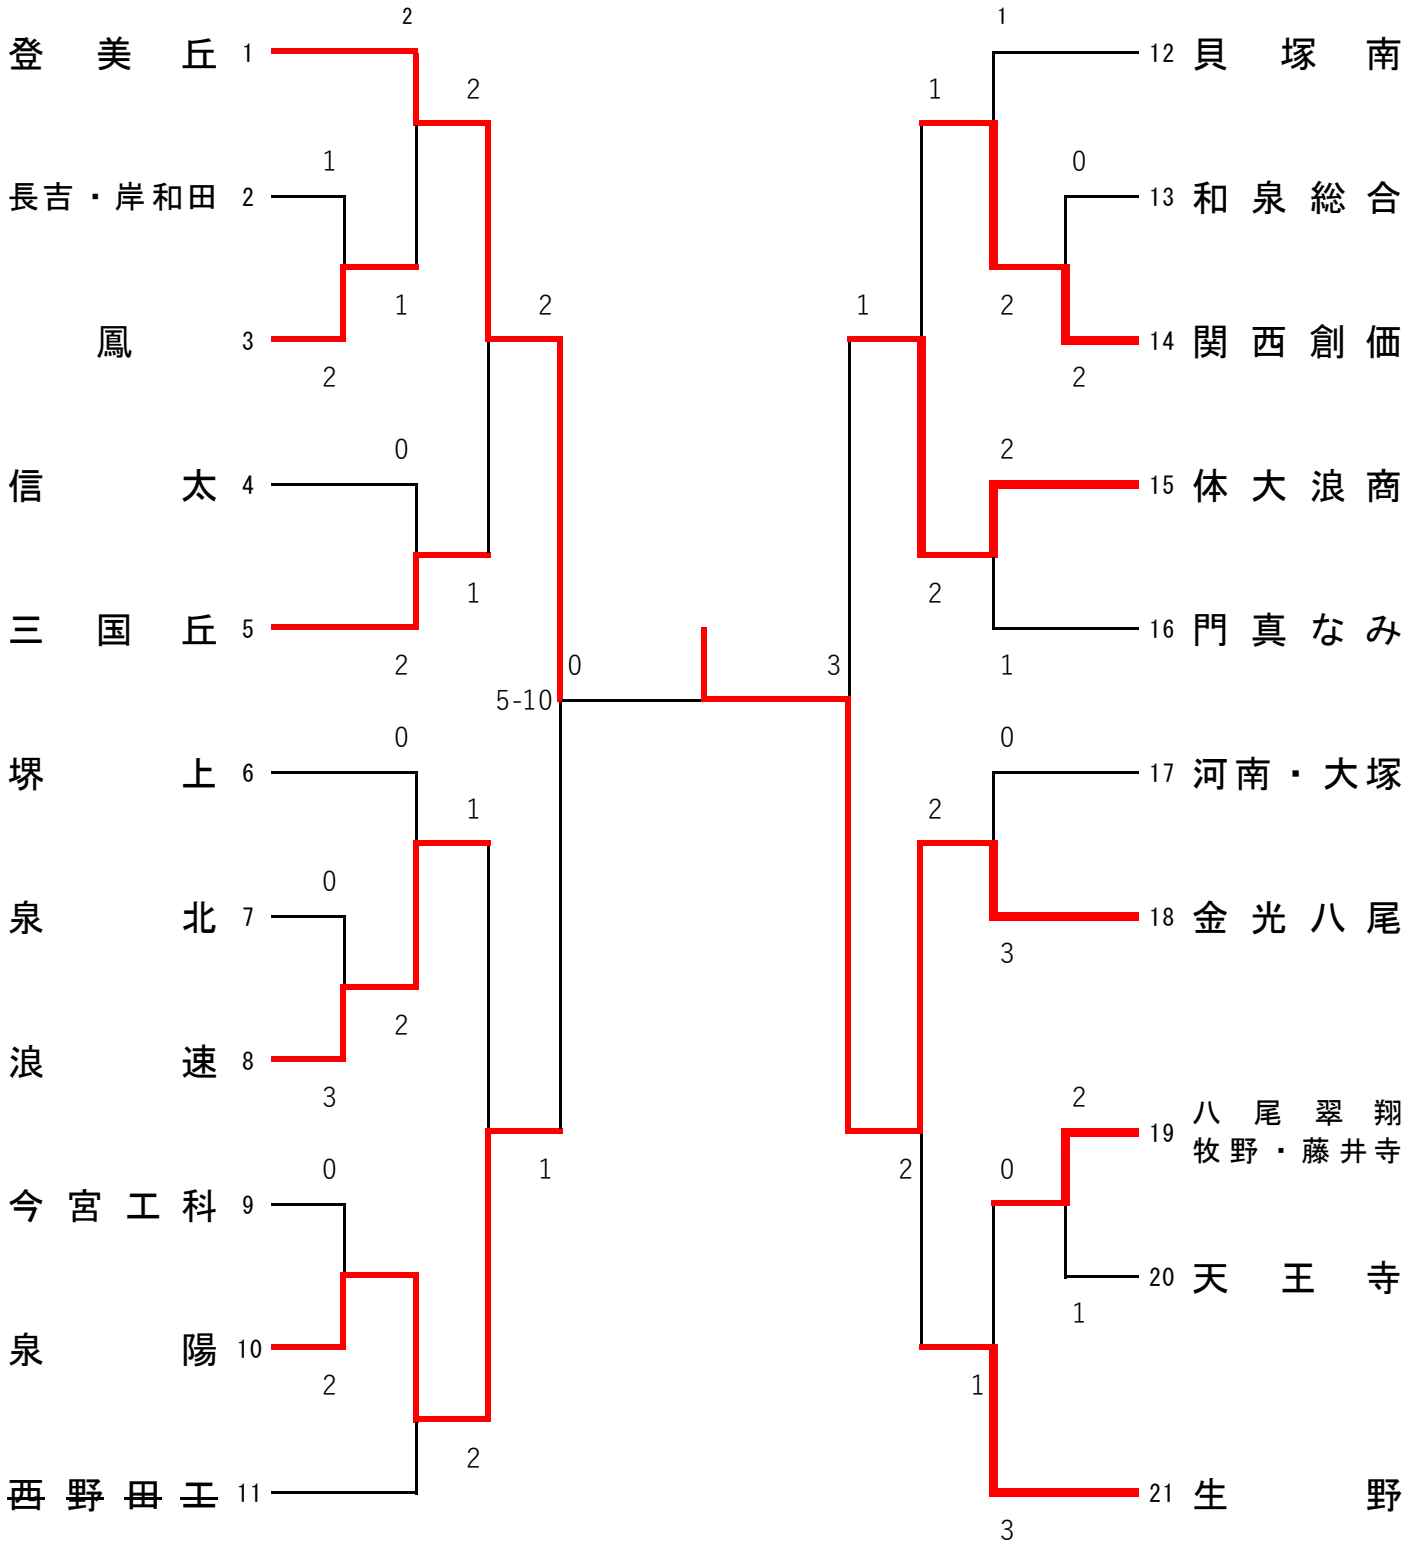 2
登美丘 1
2
1
長吉・岸和田 2
1
鳳 3
2
2
0
信太 4
1
三国丘 5
2
0
5-10
0
堺上 6
1
0
泉北 7
2
浪速 8
3
0
1
今宮工科 9
泉陽 10
2
2
西野田工 11
1
12 貝塚南
1
0
13 和泉総合
1
2
14 関西創価
2
2
15 体大浪商
2
16 門真なみ
3
1
0
17 河南・大塚
2
18 金光八尾
3
2
19 八尾翠翔
牧野・藤井寺
2
0
20 天王寺
1
1
21 生野
3